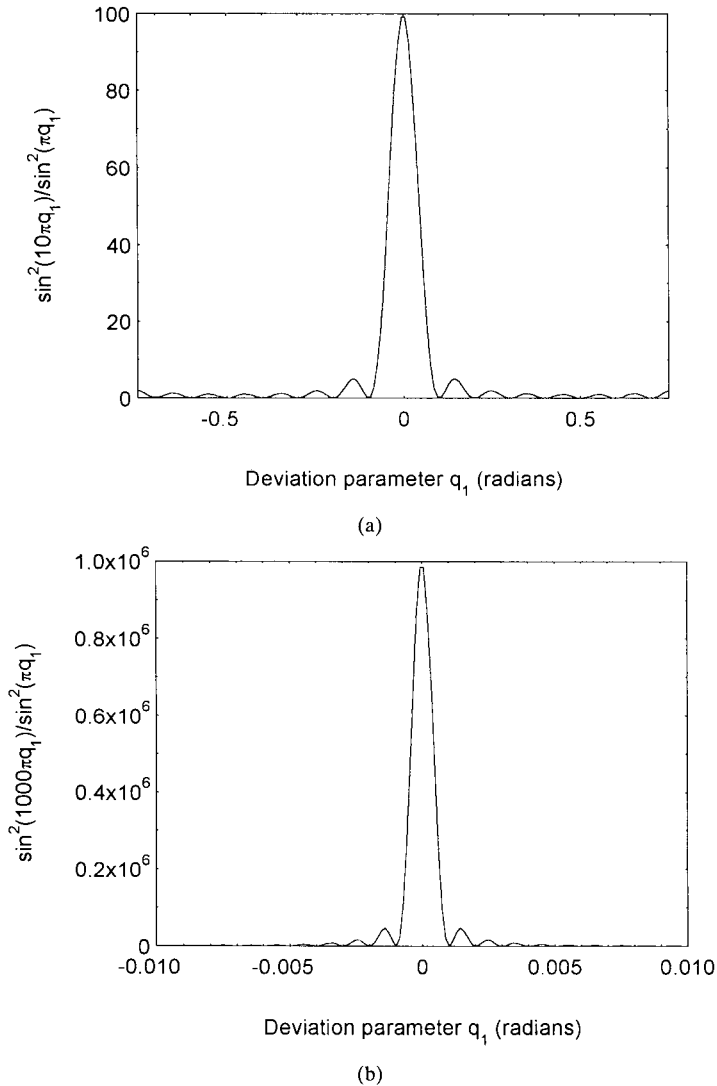 100
80
60
40
20
0
sin²(10πq₁)/sin²(πq₁)
-0.5 0 0.5
Deviation parameter q₁ (radians)
(a)
1.0x10⁶
0.8x10⁶
0.6x10⁶
0.4x10⁶
0.2x10⁶
0
sin²(1000πq₁)/sin²(πq₁)
-0.010 -0.005 0 0.005 0.010
Deviation parameter q₁ (radians)
(b)